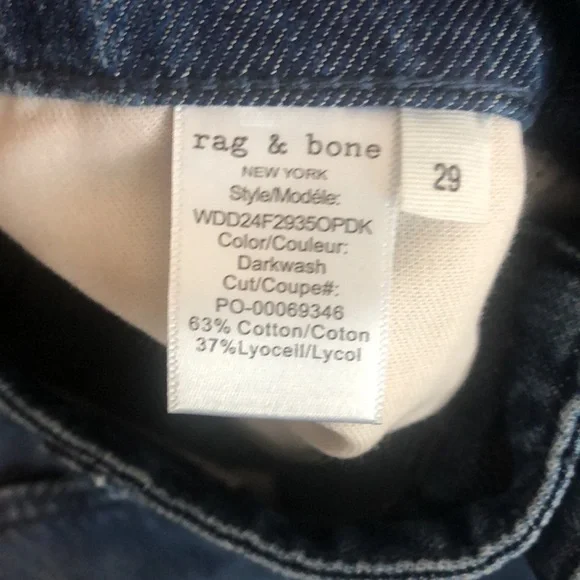 rag & bone
NEW YORK
Style/Modéle:
WDD24F2935OPDK
Color/Couleur:
Darkwash
Cut/Coupe#:
PO-00069346
63% Cotton/Coton
37%Lyocell/Lycol
29